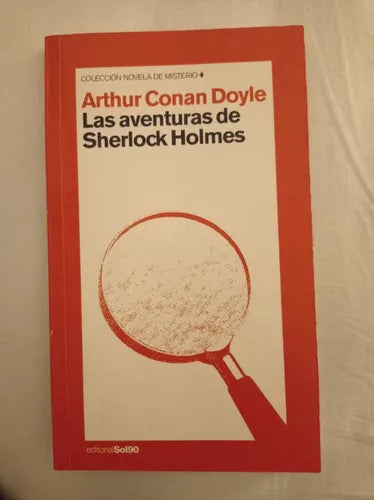 COLECCIÓN NOVELA DE MISTERIO
Arthur Conan Doyle
Las aventuras de
Sherlock Holmes
editorialSol90